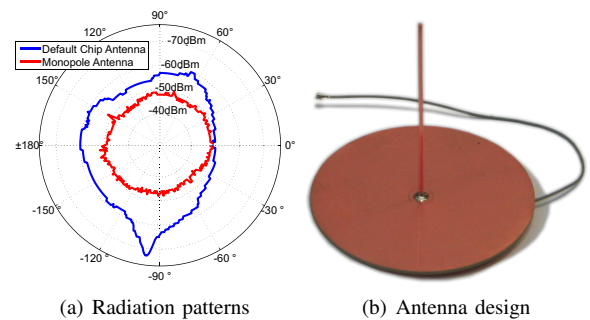 90°
120°
60°
-70dBm
Default Chip Antenna
Monopole Antenna
-60dBm
150°
30°
-50dBm
-40dBm
±180°
0°
-150°
-30 °
-120°
-60 °
-90 °
(a) Radiation patterns
(b) Antenna design